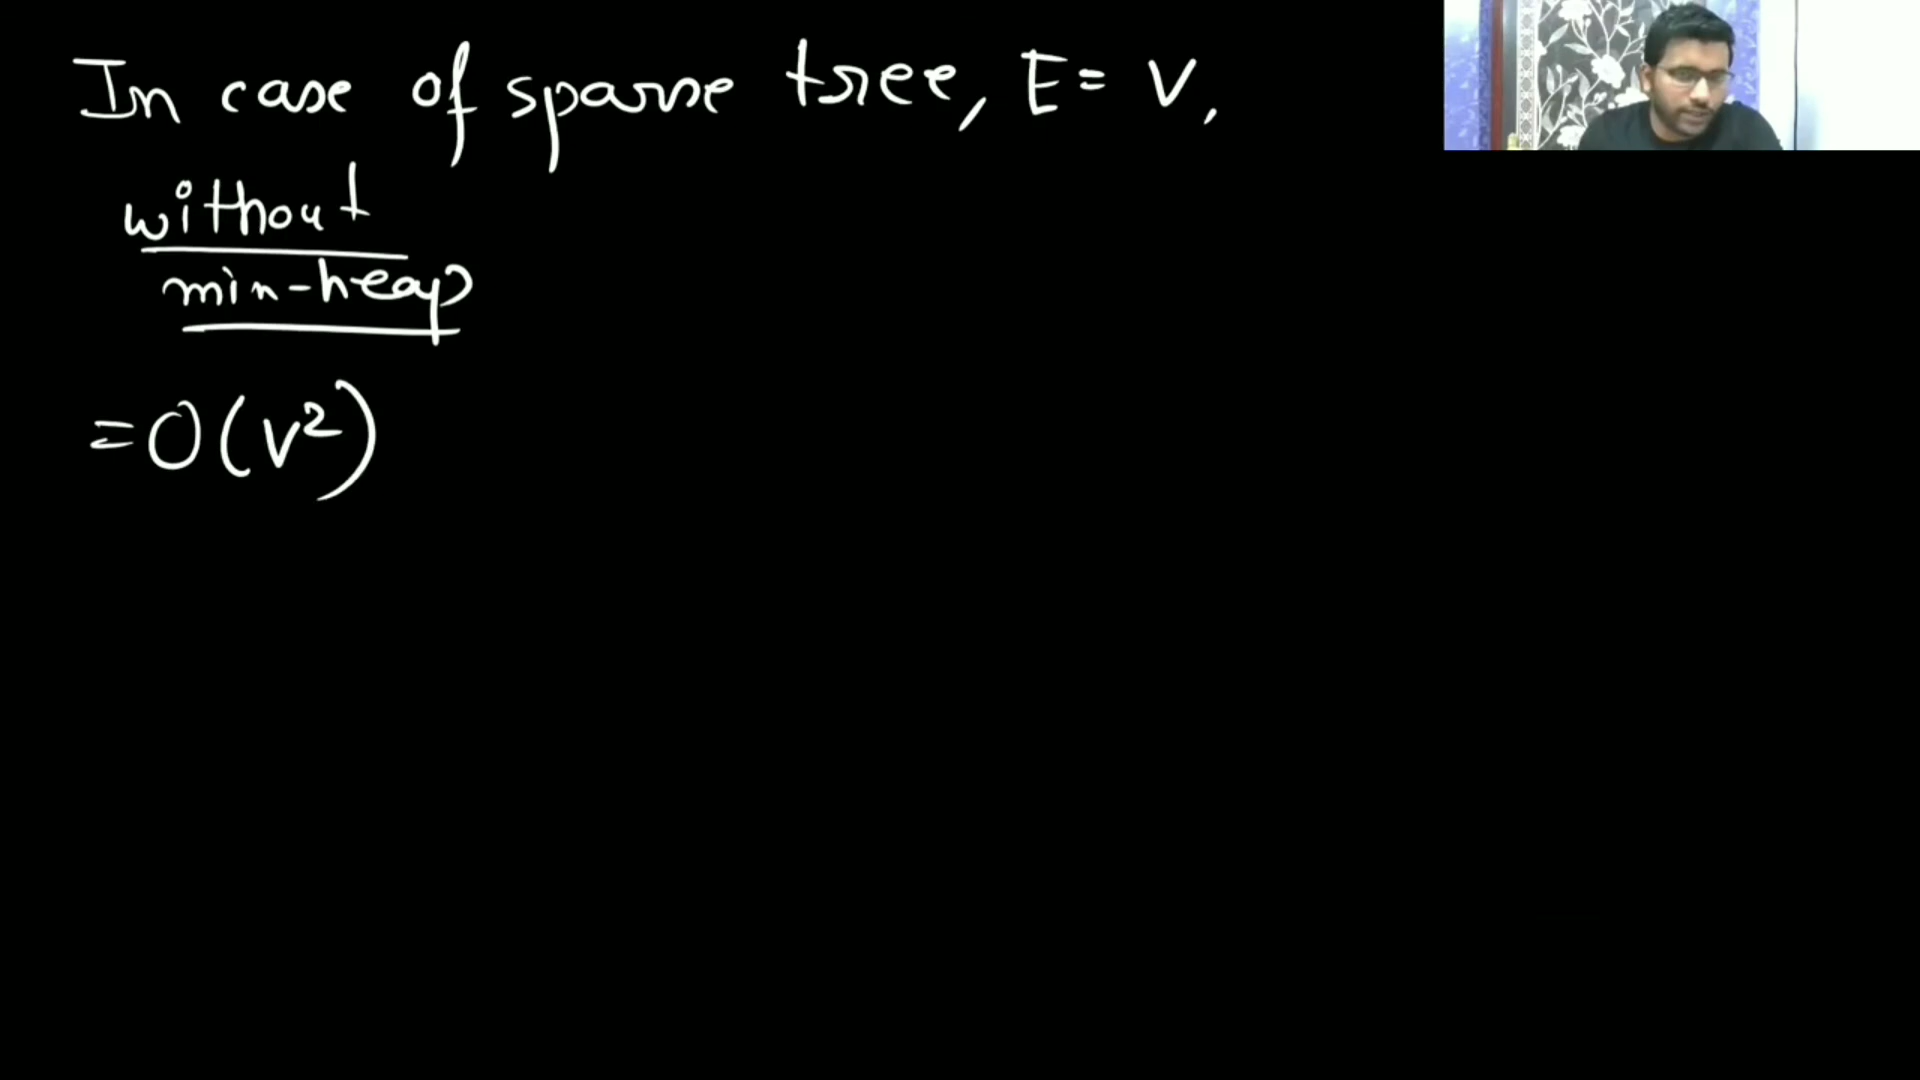 In case of sparse tree, E = V,
without
min-heap
= O(V²)